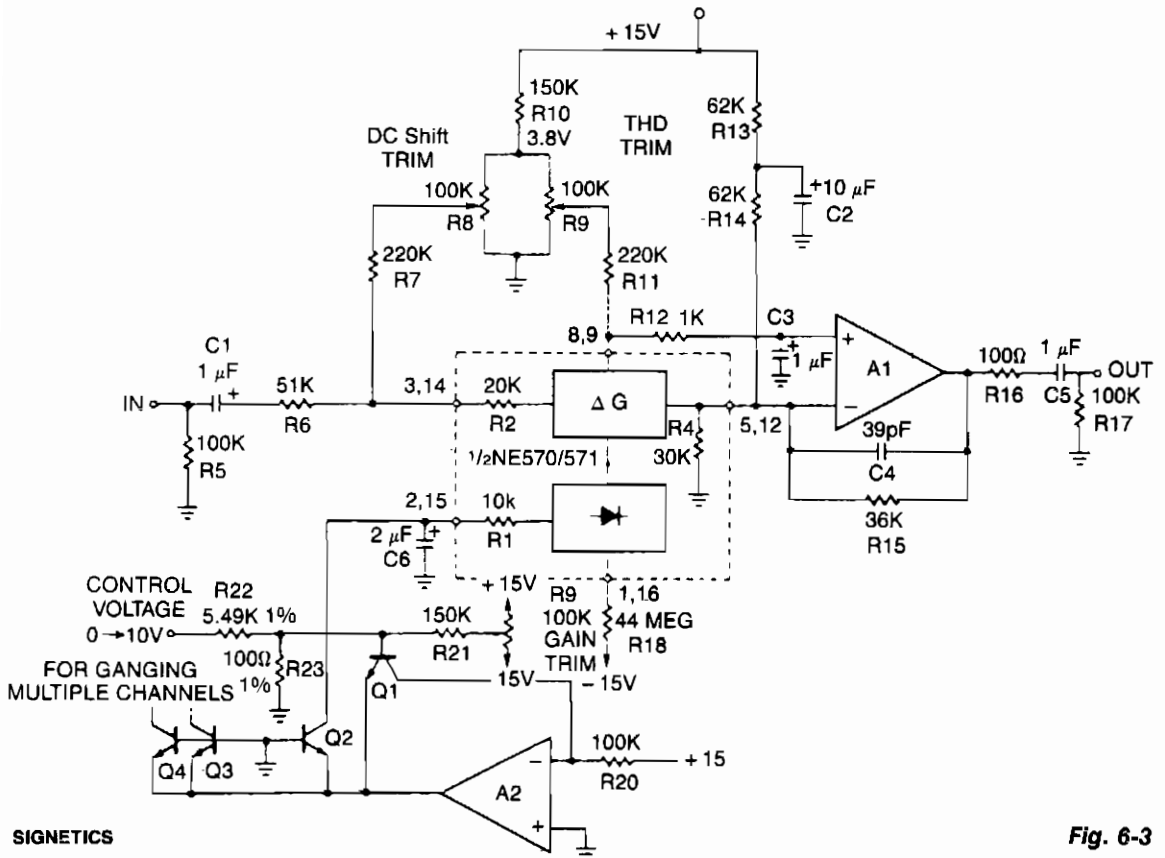 + 15V
150K
R10
3.8V
62K
R13
DC Shift
TRIM
THD
TRIM
100K
R8
100K
R9
62K
R14
+10 µF
C2
220K
R7
220K
R11
R12 1K
C3
8,9
+
1 µF
+
A1
−
C1
1 µF +
51K
R6
3,14
20K
R2
Δ G
R4
30K
5,12
100Ω
R16
1 µF
C5
OUT
100K
R17
IN
100K
R5
39pF
C4
36K
R15
1/2NE570/571
2,15
10k
R1
2 µF +
C6
+ 15V
R9
100K
GAIN
TRIM
1,16
44 MEG
R18
CONTROL
VOLTAGE
0 → 10V
R22
5.49K 1%
150K
R21
100Ω
1%
R23
15V
− 15V
FOR GANGING
MULTIPLE CHANNELS
Q1
Q4
Q3
Q2
100K
R20
+ 15
−
A2
+
SIGNETICS
Fig. 6-3